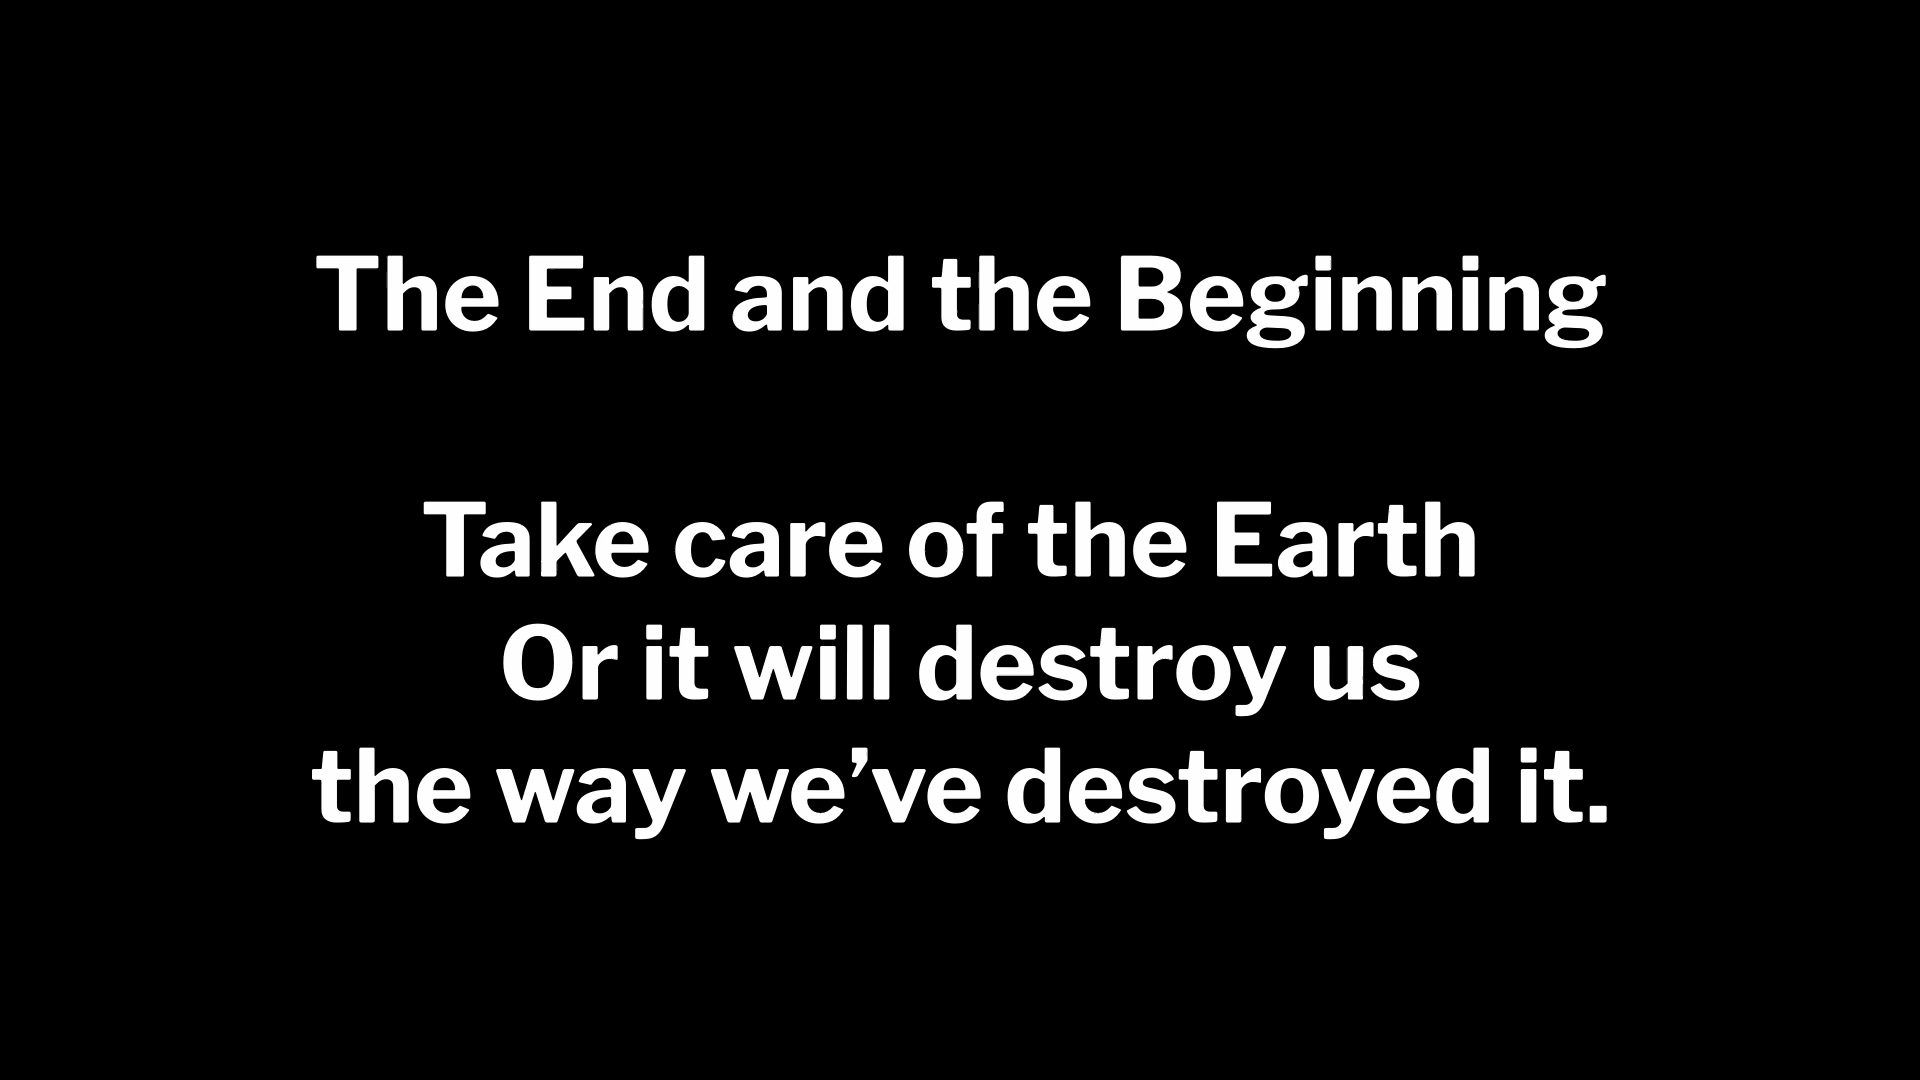 The End and the Beginning
Take care of the Earth
Or it will destroy us
the way we’ve destroyed it.